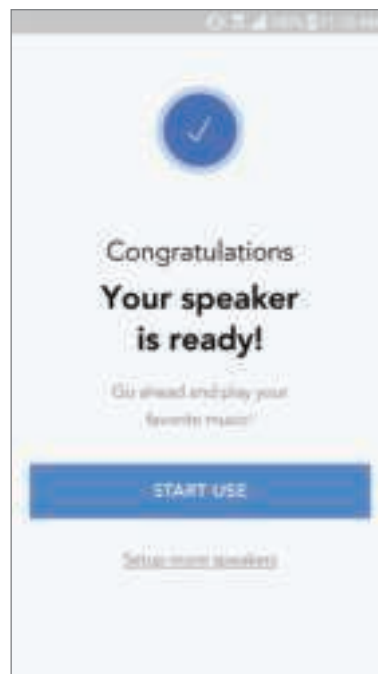 Congratulations
Your speaker
is ready!
Go ahead and play your
favorite music!
START USE
Setup more speakers